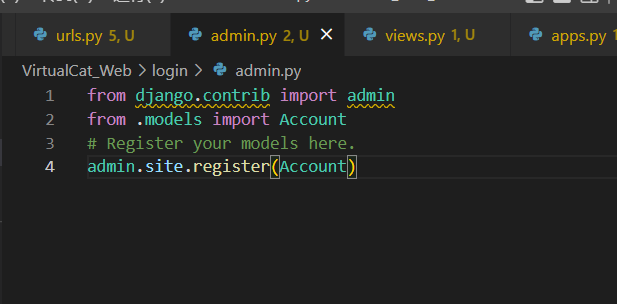 urls.py 5, U admin.py 2, U × views.py 1, U apps.py 1
VirtualCat_Web > login > admin.py
1 from django.contrib import admin
2 from .models import Account
3 # Register your models here.
4 admin.site.register(Account)